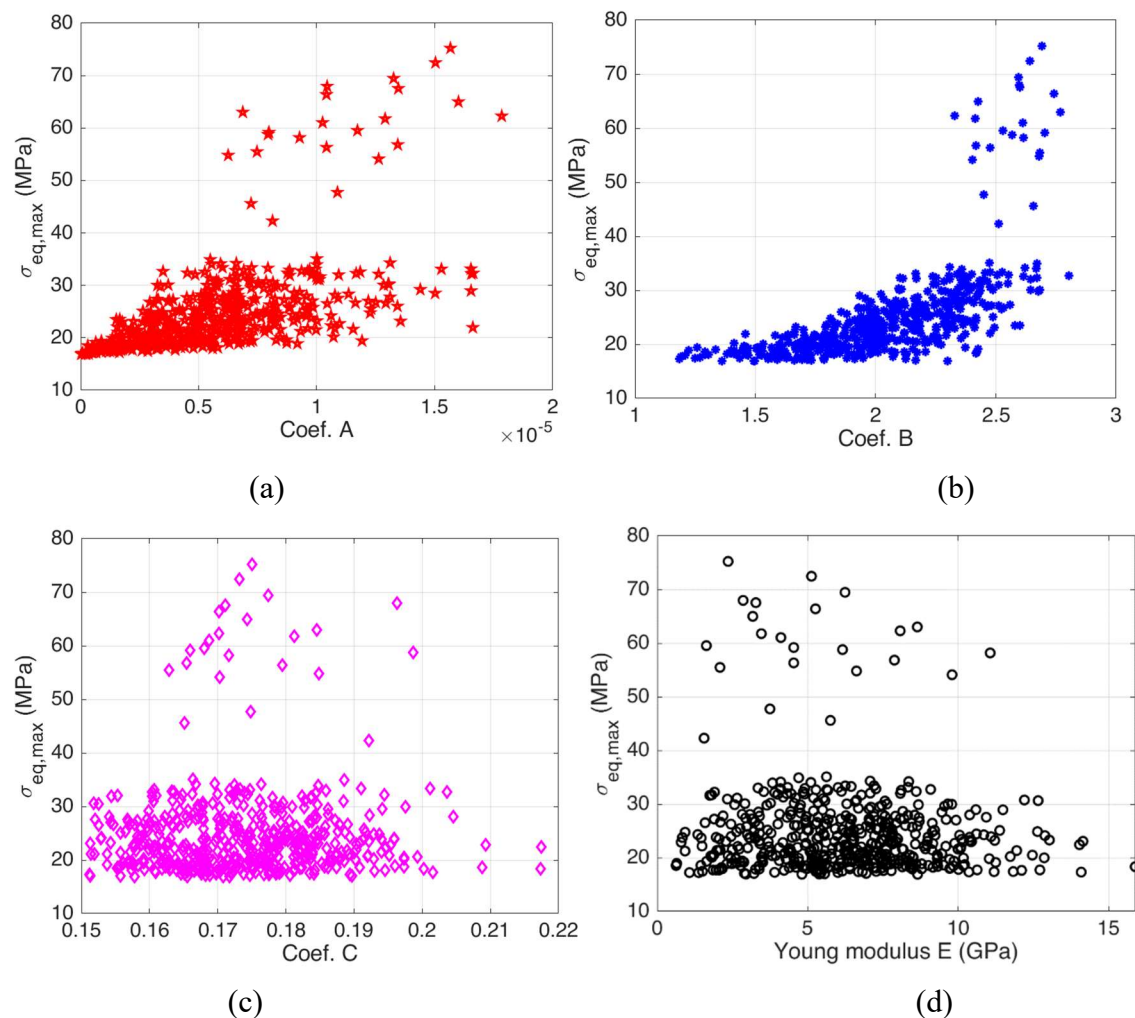 80
70
60
50
40
30
20
10
σeq,max (MPa)
0 0.5 1 1.5 2
×10-5
Coef. A
(a)
80
70
60
50
40
30
20
10
σeq,max (MPa)
1 1.5 2 2.5 3
Coef. B
(b)
80
70
60
50
40
30
20
10
σeq,max (MPa)
0.15 0.16 0.17 0.18 0.19 0.2 0.21 0.22
Coef. C
(c)
80
70
60
50
40
30
20
10
σeq,max (MPa)
0 5 10 15
Young modulus E (GPa)
(d)